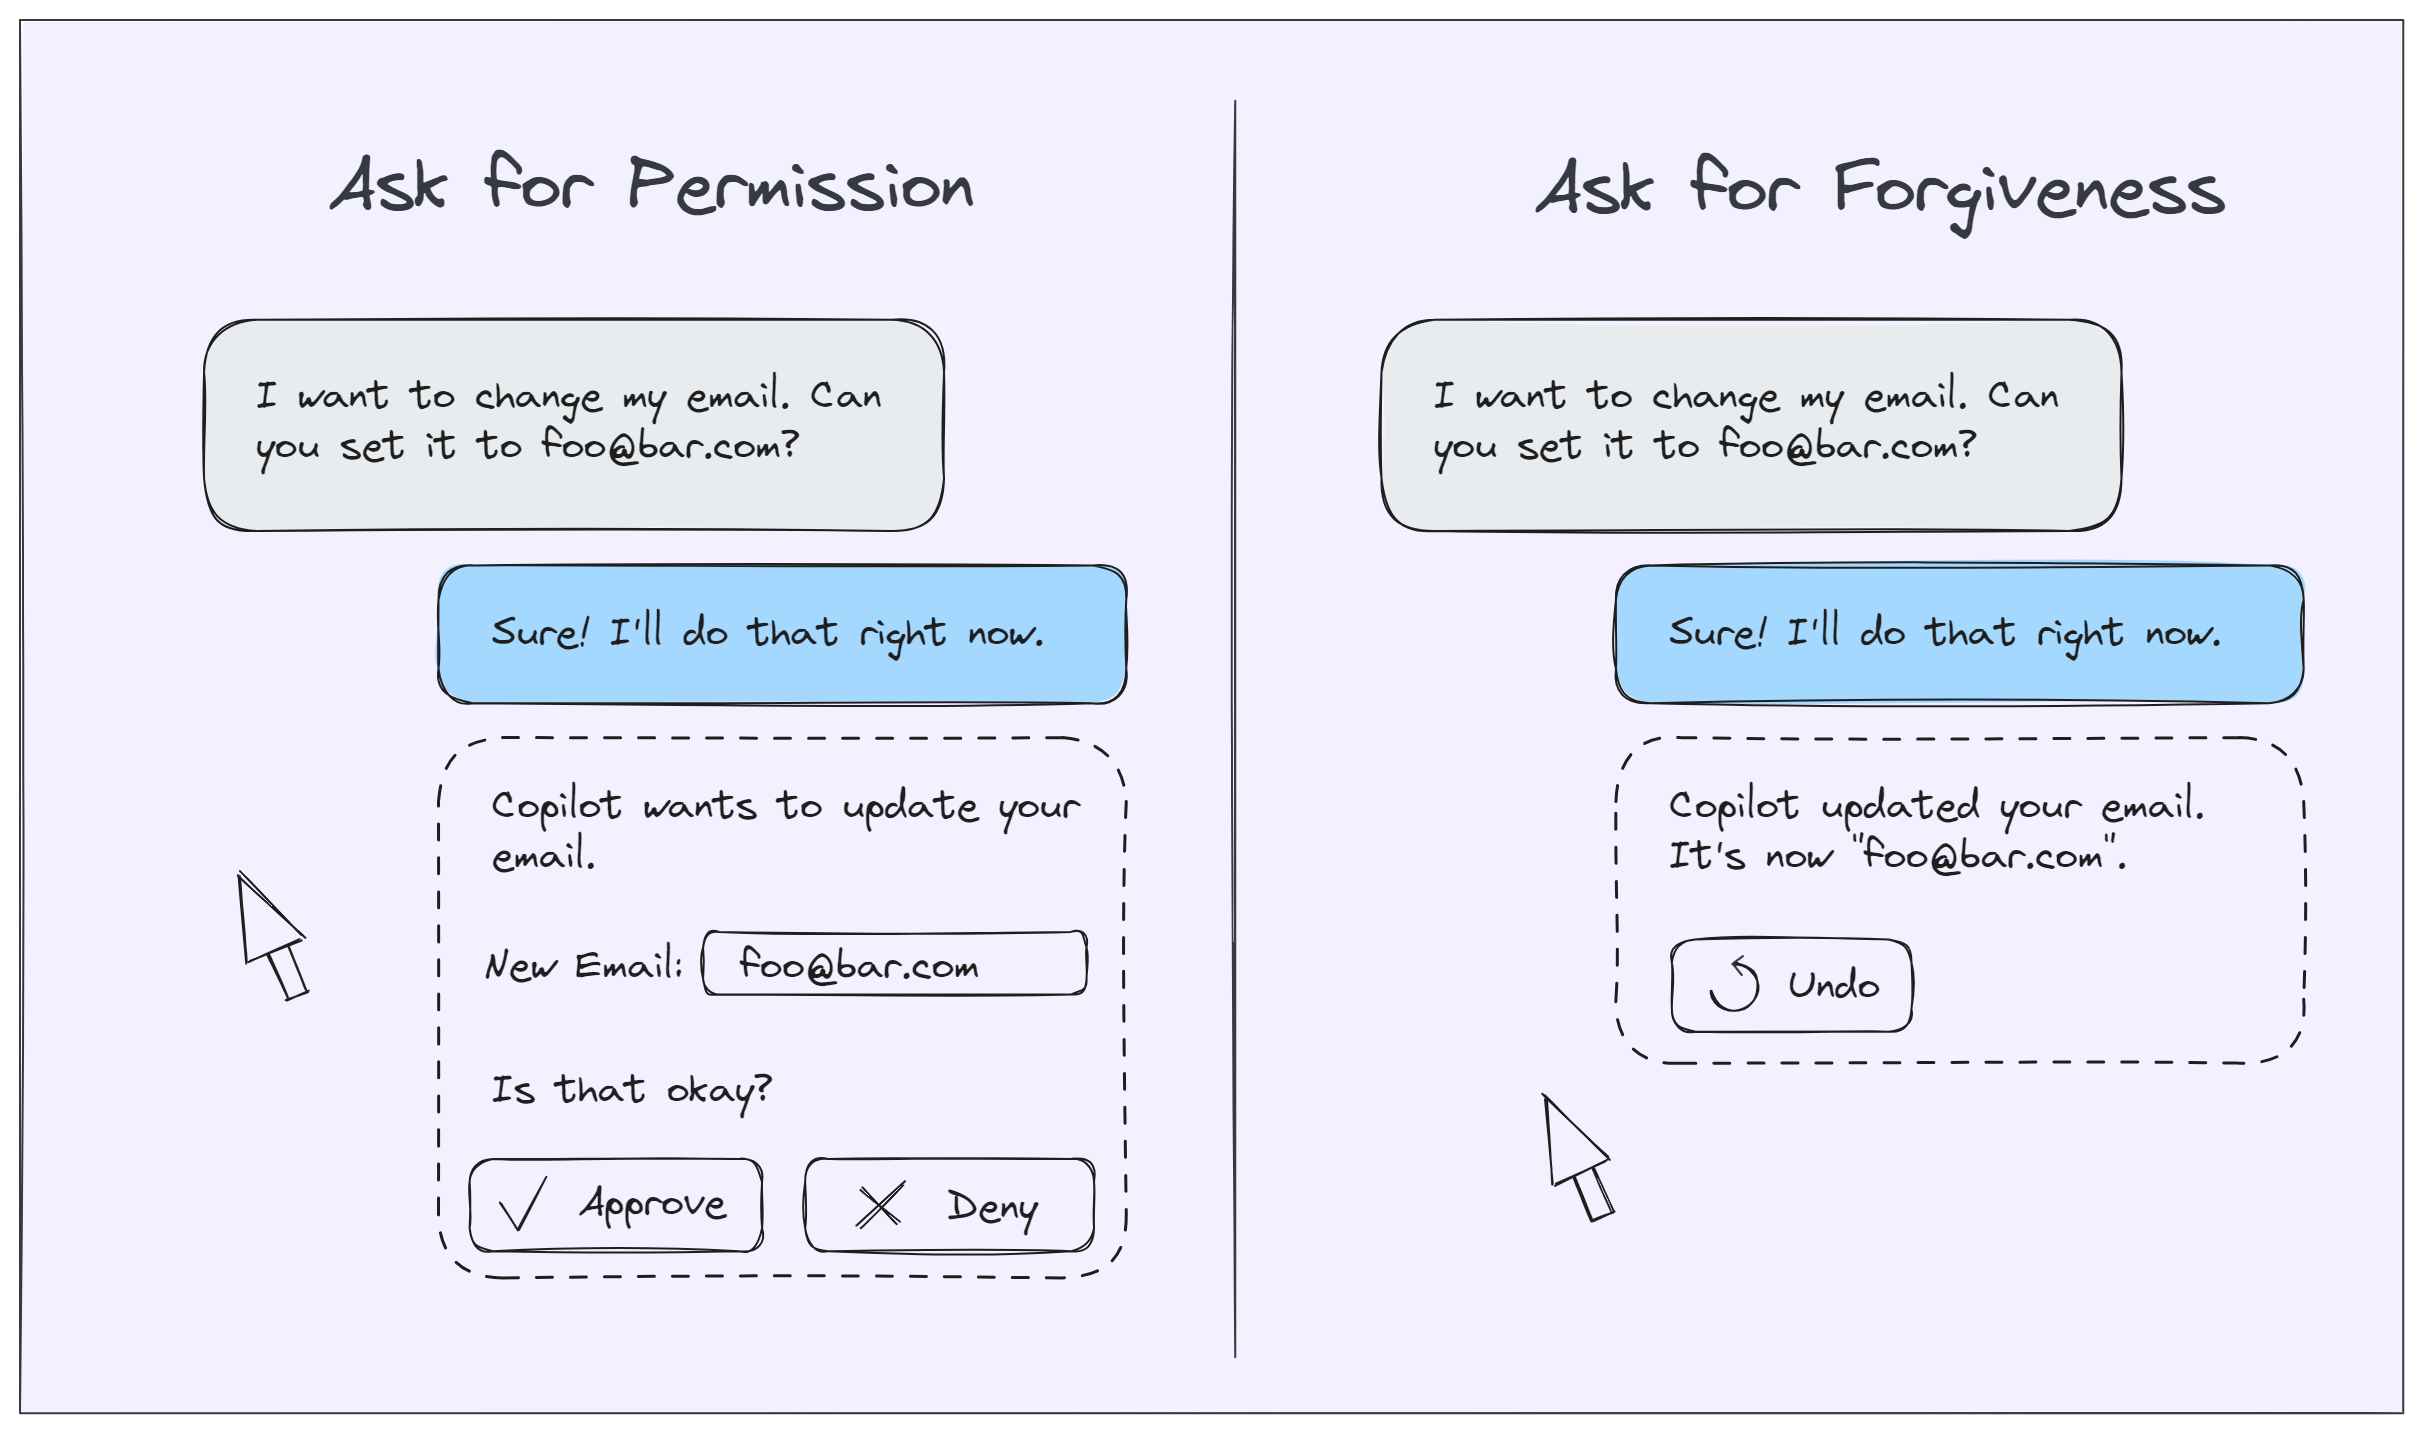 Ask for Permission
I want to change my email. Can
you set it to foo@bar.com?
Sure! I'll do that right now.
Copilot wants to update your
email.
New Email: foo@bar.com
Is that okay?
Approve
Deny
Ask for Forgiveness
I want to change my email. Can
you set it to foo@bar.com?
Sure! I'll do that right now.
Copilot updated your email.
It's now "foo@bar.com".
Undo